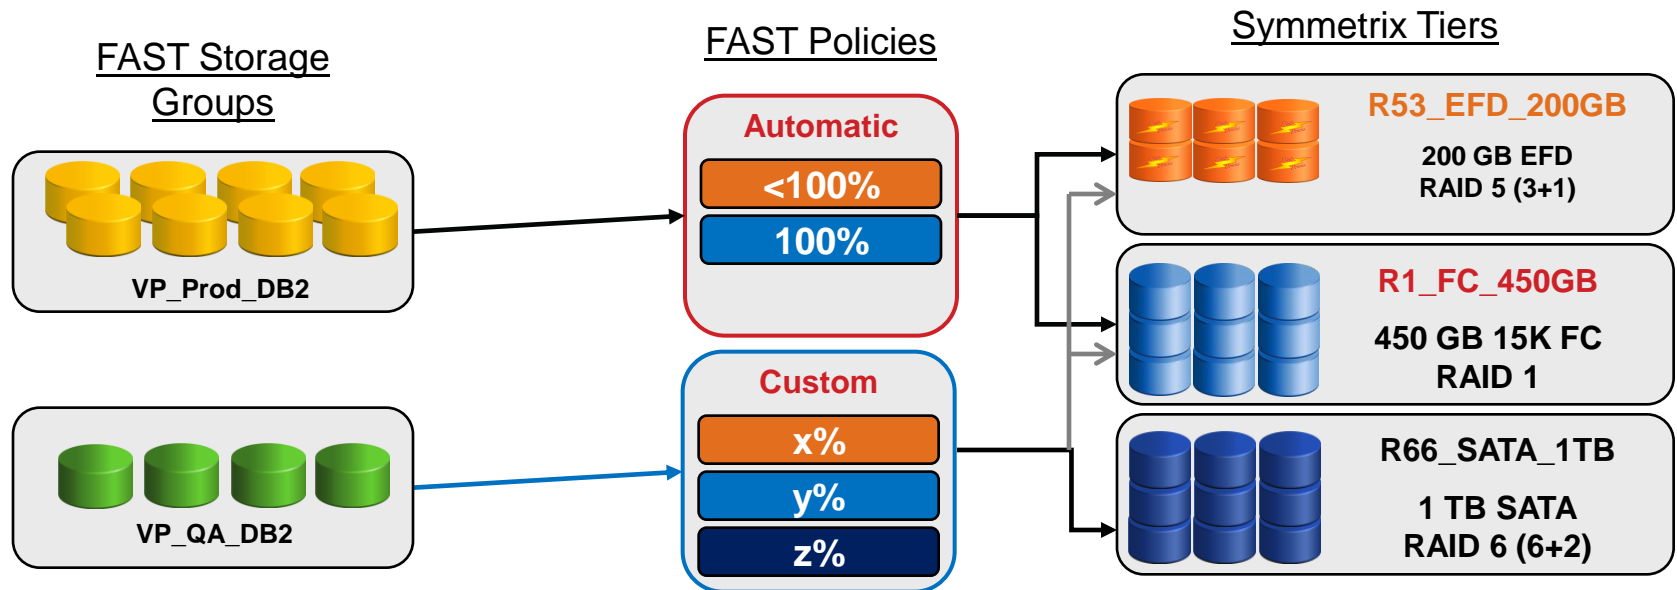 FAST Storage
Groups
VP_Prod_DB2
VP_QA_DB2
FAST Policies
Automatic
<100%
100%
Custom
x%
y%
z%
Symmetrix Tiers
R53_EFD_200GB
200 GB EFD
RAID 5 (3+1)
R1_FC_450GB
450 GB 15K FC
RAID 1
R66_SATA_1TB
1 TB SATA
RAID 6 (6+2)